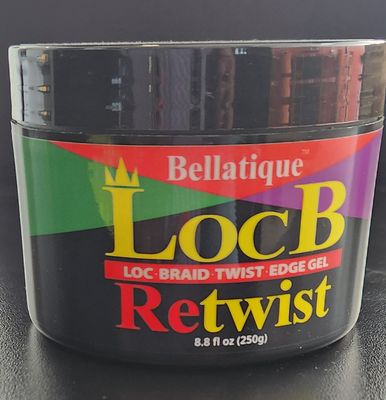 Bellatique™
LOCB
LOC·BRAID·TWIST·EDGE GEL
Retwist
8.8 fl oz (250g)